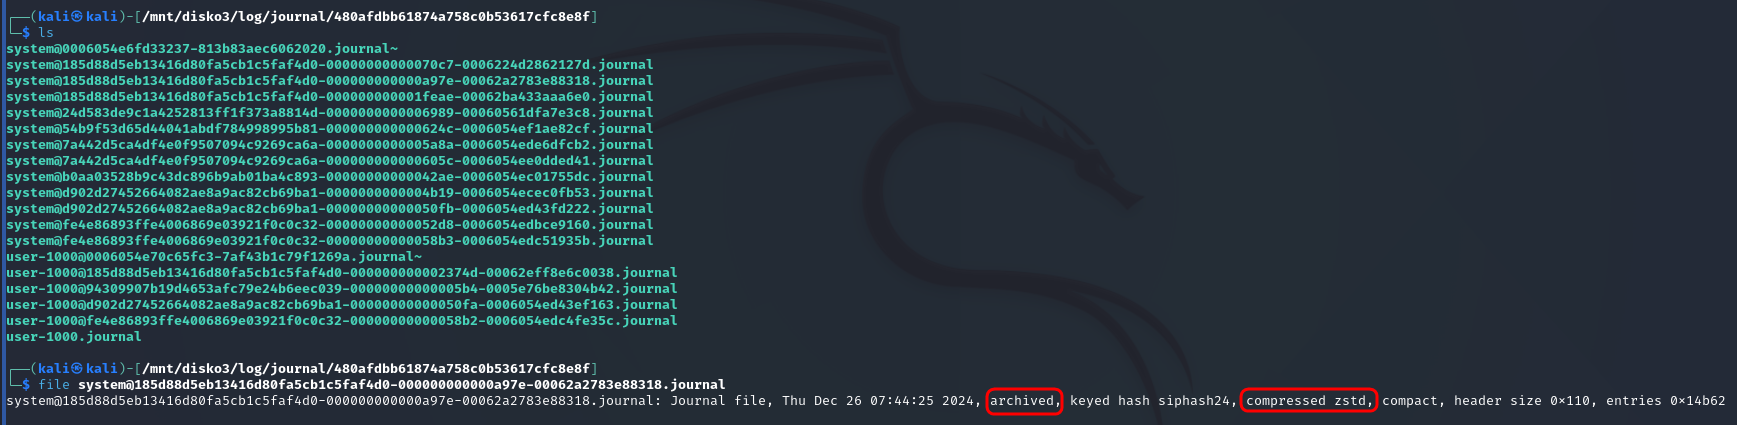 ┌──(kali㉿kali)-[/mnt/disko3/log/journal/480afdbb61874a758c0b53617cfc8e8f]
└─$ ls
system@0006054e6fd33237-813b83aec6062020.journal~
system@185d88d5eb13416d80fa5cb1c5faf4d0-00000000000070c7-0006224d2862127d.journal
system@185d88d5eb13416d80fa5cb1c5faf4d0-000000000000a97e-00062a2783e88318.journal
system@185d88d5eb13416d80fa5cb1c5faf4d0-000000000001feae-00062ba433aaa6e0.journal
system@24d583de9c1a4252813ff1f373a8814d-0000000000006989-00060561dfa7e3c8.journal
system@54b9f53d65d44041abdf784998995b81-000000000000624c-0006054ef1ae82cf.journal
system@7a442d5ca4df4e0f9507094c9269ca6a-0000000000005a8a-0006054ede6dfcb2.journal
system@7a442d5ca4df4e0f9507094c9269ca6a-000000000000605c-0006054ee0dded41.journal
system@b0aa03528b9c43dc896b9ab01ba4c893-00000000000042ae-0006054ec01755dc.journal
system@d902d27452664082ae8a9ac82cb69ba1-0000000000004b19-0006054ecec0fb53.journal
system@d902d27452664082ae8a9ac82cb69ba1-00000000000050fb-0006054ed43fd222.journal
system@fe4e86893ffe4006869e03921f0c0c32-00000000000052d8-0006054edbce9160.journal
system@fe4e86893ffe4006869e03921f0c0c32-00000000000058b3-0006054edc51935b.journal
user-1000@0006054e70c65fc3-7af43b1c79f1269a.journal~
user-1000@185d88d5eb13416d80fa5cb1c5faf4d0-000000000002374d-00062eff8e6c0038.journal
user-1000@94309907b19d4653afc79e24b6eec039-00000000000005b4-0005e76be8304b42.journal
user-1000@d902d27452664082ae8a9ac82cb69ba1-00000000000050fa-0006054ed43ef163.journal
user-1000@fe4e86893ffe4006869e03921f0c0c32-00000000000058b2-0006054edc4fe35c.journal
user-1000.journal
┌──(kali㉿kali)-[/mnt/disko3/log/journal/480afdbb61874a758c0b53617cfc8e8f]
└─$ file system@185d88d5eb13416d80fa5cb1c5faf4d0-000000000000a97e-00062a2783e88318.journal
system@185d88d5eb13416d80fa5cb1c5faf4d0-000000000000a97e-00062a2783e88318.journal: Journal file, Thu Dec 26 07:44:25 2024, archived, keyed hash siphash24, compressed zstd, compact, header size 0×110, entries 0×14b62